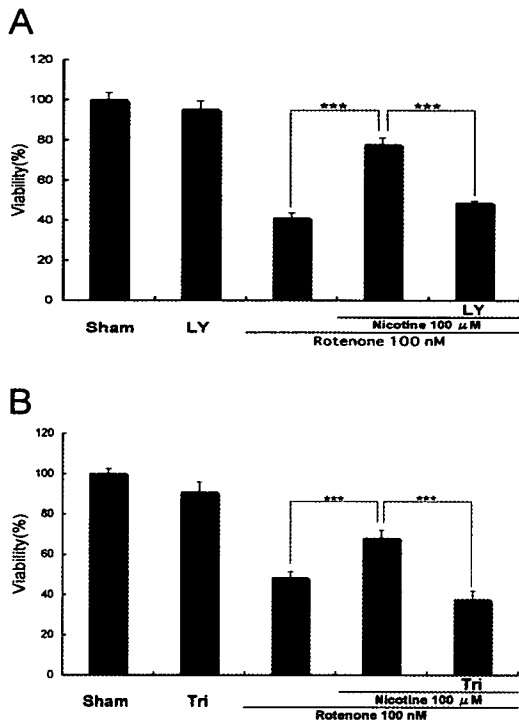 A
120
100
80
60
40
20
0
Viability(%)
***
***
Sham
LY
LY
Nicotine 100 μM
Rotenone 100 nM
B
120
100
80
60
40
20
0
Viability(%)
***
***
Sham
Tri
Tri
Nicotine 100 μM
Rotenone 100 nM